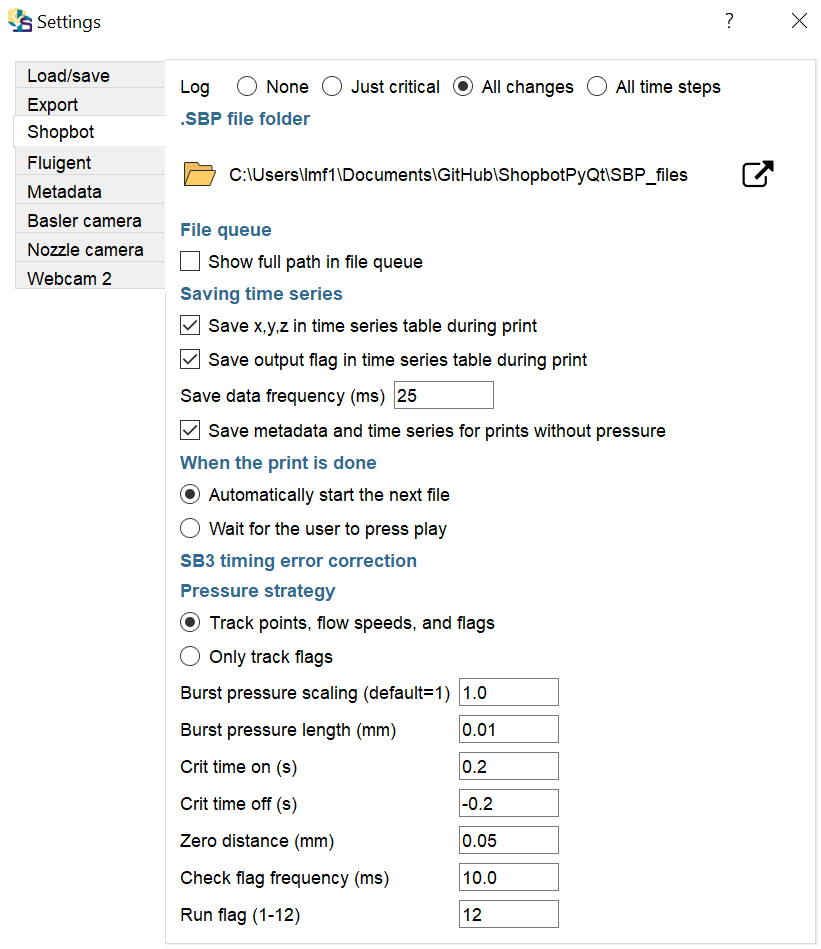 Settings
?
Load/save
Export
Shopbot
Fluigent
Metadata
Basler camera
Nozzle camera
Webcam 2
Log None Just critical All changes All time steps
.SBP file folder
C:\Users\lmf1\Documents\GitHub\ShopbotPyQt\SBP_files
File queue
Show full path in file queue
Saving time series
Save x,y,z in time series table during print
Save output flag in time series table during print
Save data frequency (ms) 25
Save metadata and time series for prints without pressure
When the print is done
Automatically start the next file
Wait for the user to press play
SB3 timing error correction
Pressure strategy
Track points, flow speeds, and flags
Only track flags
Burst pressure scaling (default=1) 1.0
Burst pressure length (mm) 0.01
Crit time on (s) 0.2
Crit time off (s) -0.2
Zero distance (mm) 0.05
Check flag frequency (ms) 10.0
Run flag (1-12) 12